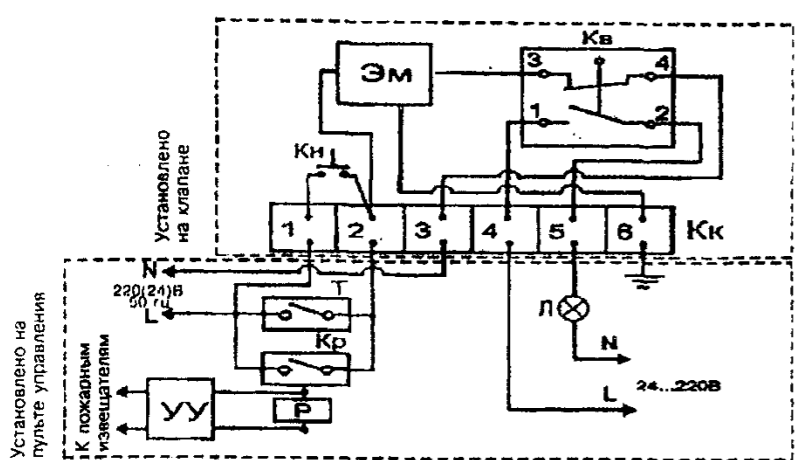 Установлено
на клапане
Эм
Кв
3
4
1
2
Кн
1
2
3
4
5
6
Кк
Установлено на
пульте управления
N
220(24)В
50 гц
L
Т
Кр
Л
N
L
24...220В
К пожарным
извещателям
УУ
Р